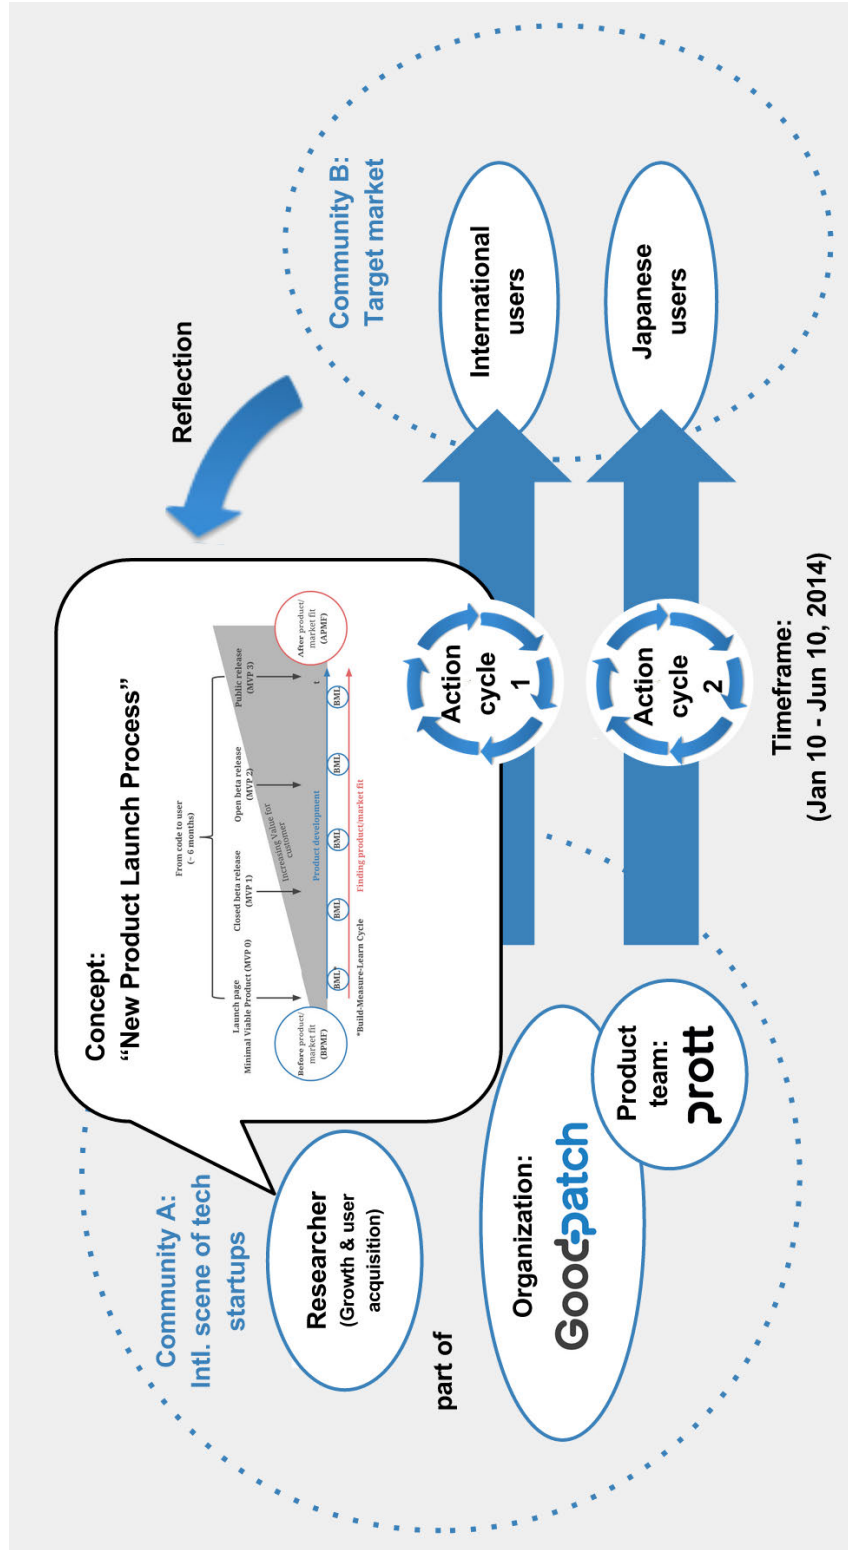 Concept:
“New Product Launch Process”
From code to user
(~ 6 months)
Launch page
Minimal Viable Product (MVP 0)
Closed beta release
(MVP 1)
Open beta release
(MVP 2)
Public release
(MVP 3)
Increasing Value for
customer
Before product/
market fit
(BPMF)
Product development
t
After product/
market fit
(APMF)
BML*
BML
BML
BML
BML
Finding product/market fit
*Build-Measure-Learn Cycle
Reflection
Community A:
Intl. scene of tech
startups
Researcher
(Growth & user
acquisition)
part of
Organization:
Goodpatch
Product
team:
prott
Action
cycle
1
Action
cycle
2
Community B:
Target market
International
users
Japanese
users
Timeframe:
(Jan 10 - Jun 10, 2014)